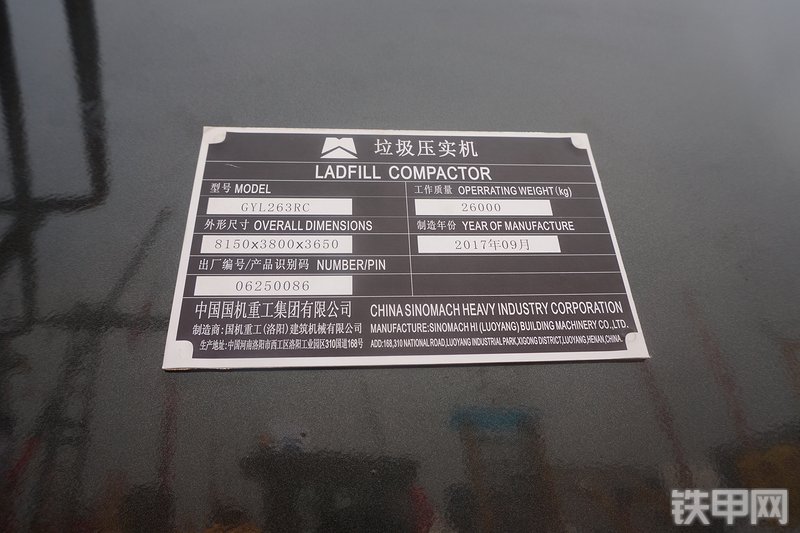 垃圾压实机
LADFILL COMPACTOR
型号 MODEL
GYL263RC
工作质量 OPERRATING WEIGHT (kg)
26000
外形尺寸 OVERALL DIMENSIONS
8150x3800x3650
制造年份 YEAR OF MANUFACTURE
2017年09月
出厂编号/产品识别码 NUMBER/PIN
06250086
中国国机重工集团有限公司 CHINA SINOMACH HEAVY INDUSTRY CORPORATION
制造商：国机重工（洛阳）建筑机械有限公司 MANUFACTURE:SINOMACH HI (LUOYANG) BUILDING MACHINERY CO.,LTD.
生产地址：中国河南洛阳市西工区洛阳工业园区310国道168号 ADD:168,310 NATIONAL ROAD,LUOYANG INDUSTRIAL PARK,XIGONG DISTRICT,LUOYANG,HENAN,CHINA.
铁甲网